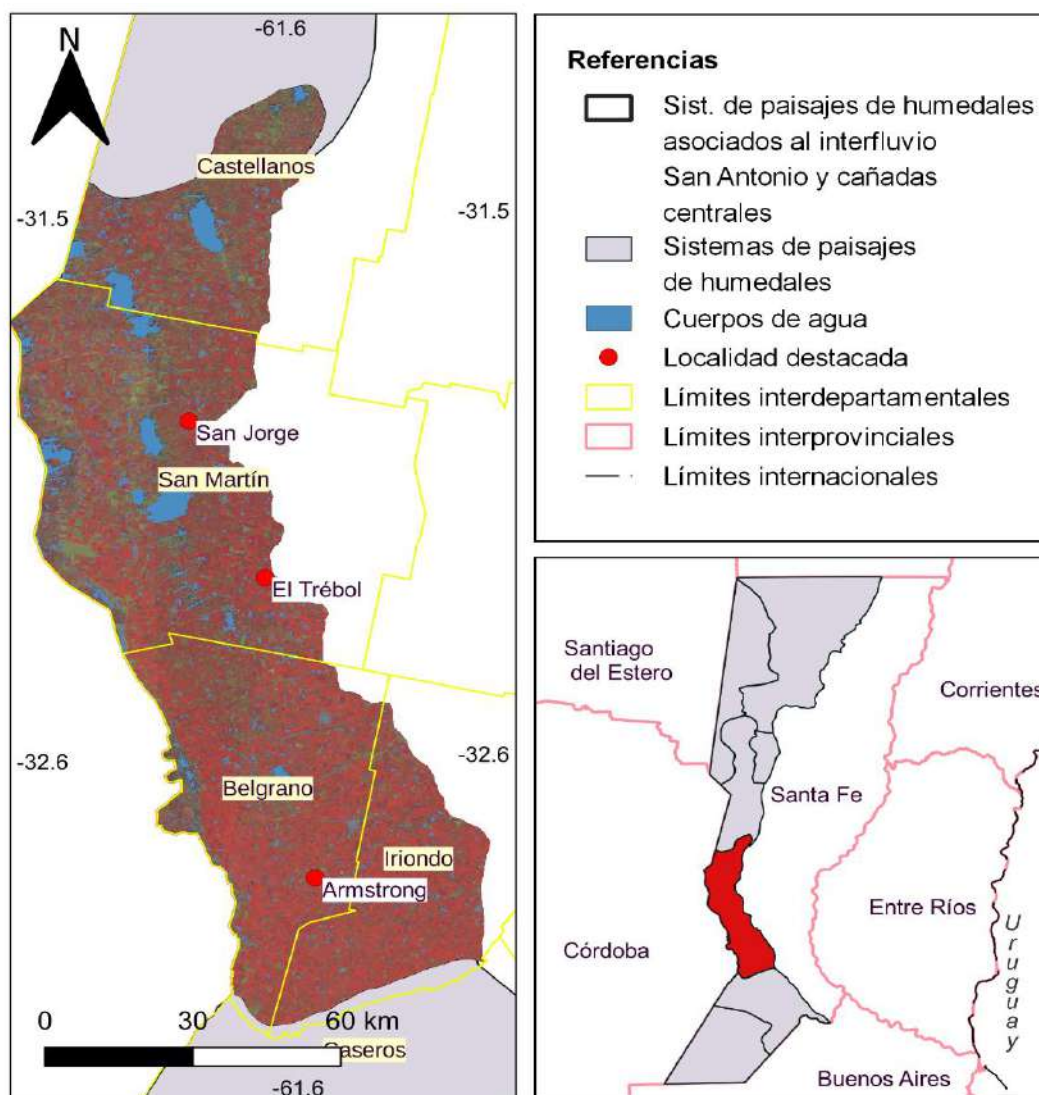 N
-61.6
Castellanos
-31.5
-31.5
San Jorge
San Martín
El Trébol
-32.6
-32.6
Belgrano
Iriondo
Armstrong
0 30 60 km
Caseros
-61.6
Referencias
Sist. de paisajes de humedales
asociados al interfluvio
San Antonio y cañadas
centrales
Sistemas de paisajes
de humedales
Cuerpos de agua
Localidad destacada
Límites interdepartamentales
Límites interprovinciales
Límites internacionales
Santiago
del Estero
Corrientes
Santa Fe
Entre Ríos
Córdoba
Uruguay
Buenos Aires